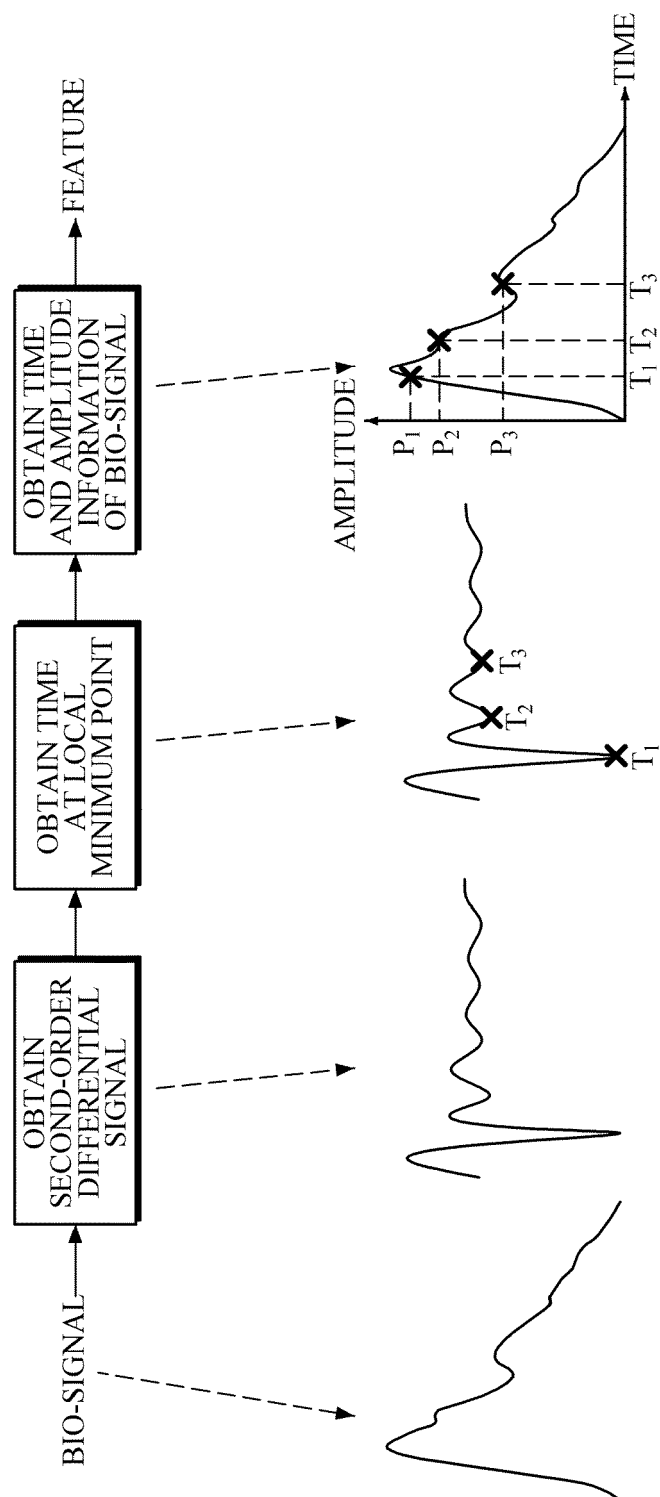 BIO-SIGNAL
OBTAIN
SECOND-ORDER
DIFFERENTIAL
SIGNAL
OBTAIN TIME
AT LOCAL
MINIMUM POINT
OBTAIN TIME
AND AMPLITUDE
INFORMATION
OF BIO-SIGNAL
FEATURE
T₁
T₂
T₃
AMPLITUDE
P₁
P₂
P₃
T₁
T₂
T₃
TIME